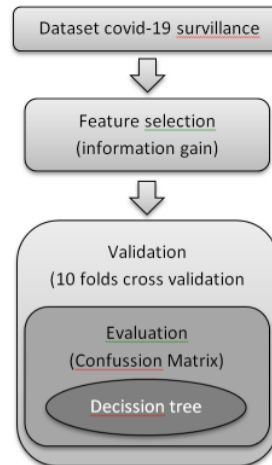 Dataset covid-19 survillance
Feature selection
(information gain)
Validation
(10 folds cross validation
Evaluation
(Confussion Matrix)
Decission tree